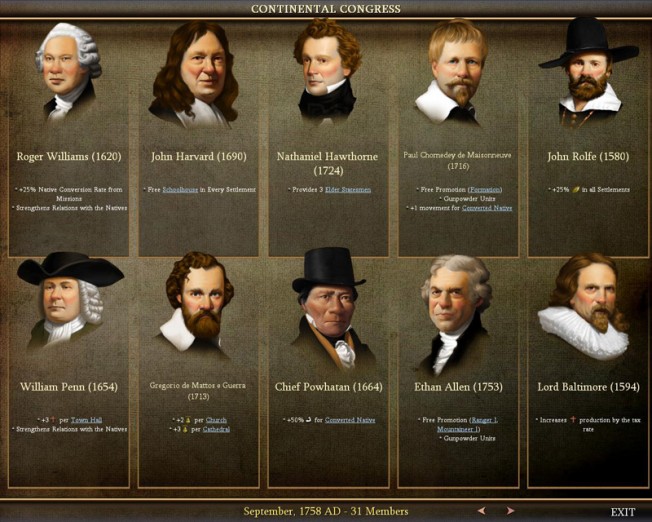 CONTINENTAL CONGRESS
Roger Williams (1620)
- +25% Native Conversion Rate from
Missions
- Strengthens Relations with the Natives
John Harvard (1690)
- Free Schoolhouse in Every Settlement
Nathaniel Hawthorne
(1724)
- Provides 3 Elder Statesmen
Paul Chomedey de Maisonneuve
(1716)
- Free Promotion (Formation)
- Gunpowder Units
- +1 movement for Converted Native
John Rolfe (1580)
- +25% in all Settlements
William Penn (1654)
- +3 per Town Hall
- Strengthens Relations with the Natives
Gregorio de Mattos e Guerra
(1713)
- +2 per Church
- +3 per Cathedral
Chief Powhatan (1664)
- +50% for Converted Native
Ethan Allen (1753)
- Free Promotion (Ranger I,
Mountaineer I)
- Gunpowder Units
Lord Baltimore (1594)
- Increases production by the tax
rate
September, 1758 AD - 31 Members
EXIT